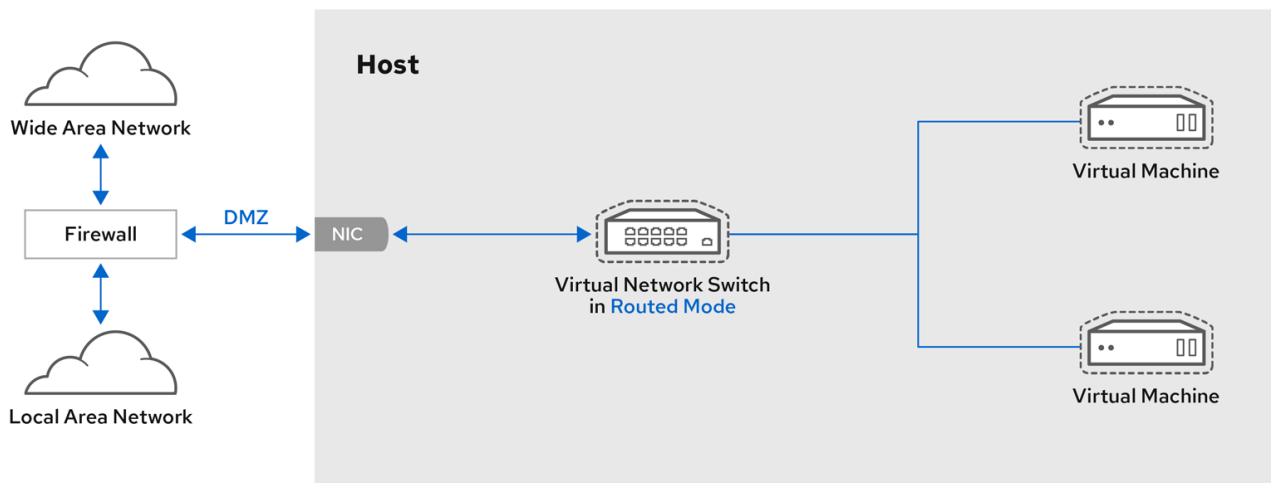 Host
Wide Area Network
Virtual Machine
DMZ
Firewall
NIC
Virtual Network Switch
in Routed Mode
Virtual Machine
Local Area Network